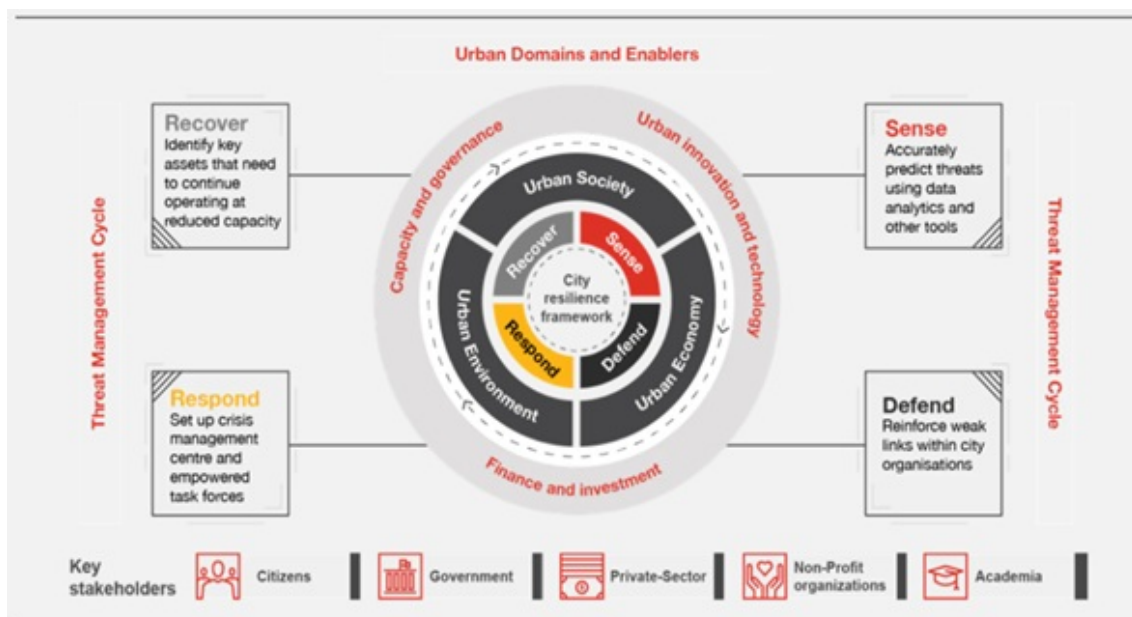 Urban Domains and Enablers
Threat Management Cycle
Recover
Identify key
assets that need
to continue
operating at
reduced capacity
Respond
Set up crisis
management
centre and
empowered
task forces
Capacity and governance
Urban innovation and technology
Finance and investment
Urban Society
Urban Economy
Urban Environment
Recover
Sense
Defend
Respond
City
resilience
framework
Sense
Accurately
predict threats
using data
analytics and
other tools
Defend
Reinforce weak
links within city
organisations
Threat Management Cycle
Key
stakeholders
Citizens
Government
Private-Sector
Non-Profit
organizations
Academia